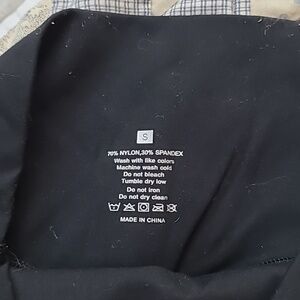 S
70% NYLON,30% SPANDEX
Wash with like colors
Machine wash cold
Do not bleach
Tumble dry low
Do not iron
Do not dry clean
MADE IN CHINA